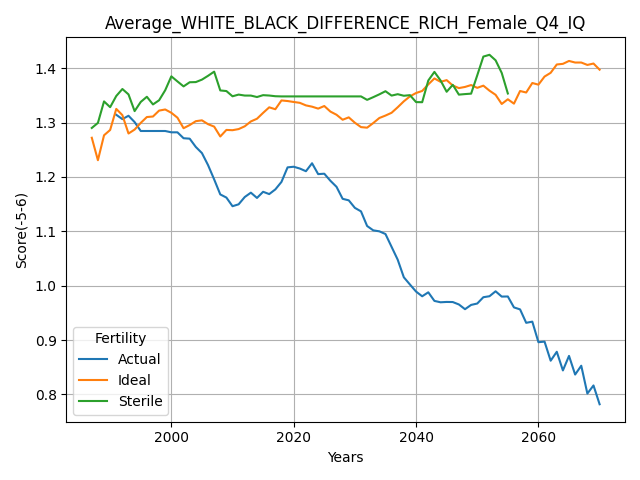 Average_WHITE_BLACK_DIFFERENCE_RICH_Female_Q4_IQ
Score(-5-6)
1.4
1.3
1.2
1.1
1.0
0.9
0.8
Fertility
Actual
Ideal
Sterile
2000
2020
2040
2060
Years